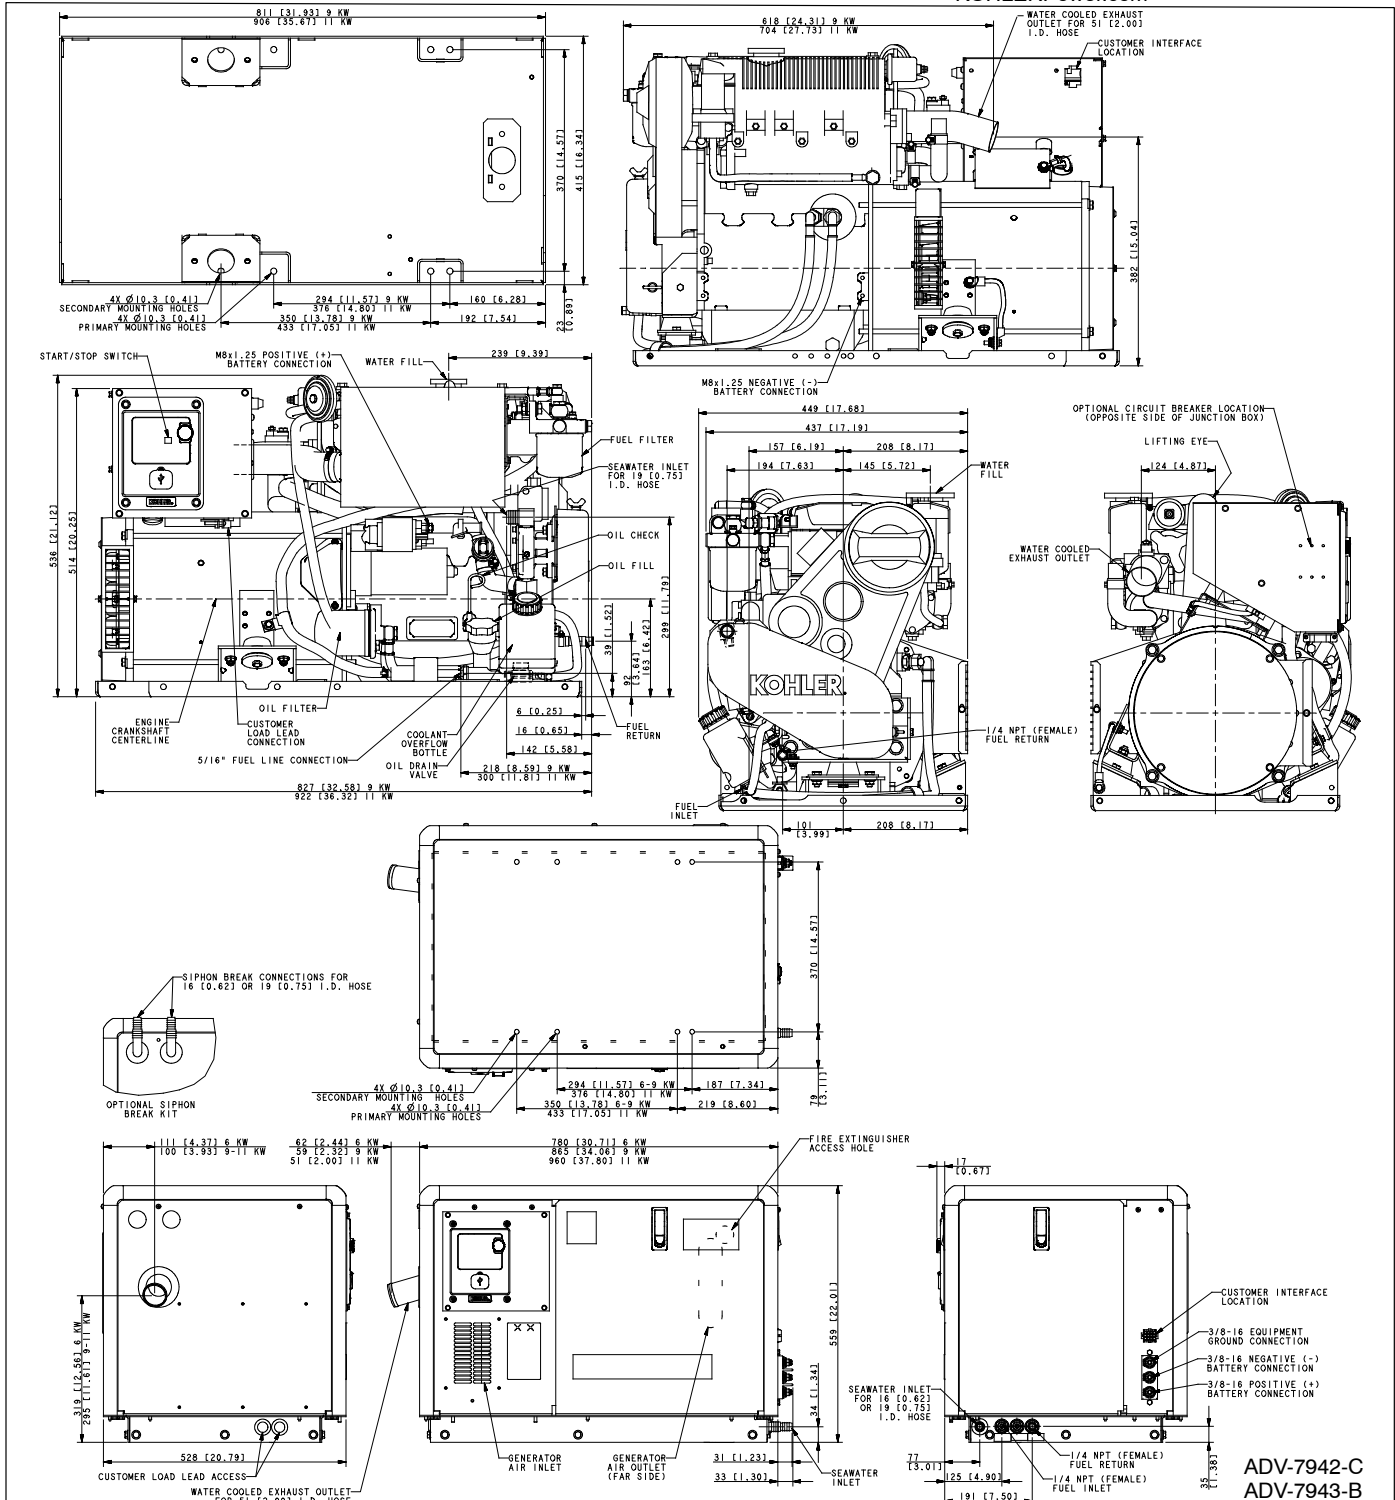 811 [31.93] 9 KW
906 [35.67] 11 KW
370 [14.57]
415 [16.34]
4X Ø10.3 [0.41]
SECONDARY MOUNTING HOLES
4X Ø10.3 [0.41]
PRIMARY MOUNTING HOLES
294 [11.57] 9 KW
376 [14.80] 11 KW
350 [13.78] 9 KW
433 [17.05] 11 KW
160 [6.28]
192 [7.54]
23
[0.89]
618 [24.31] 9 KW
704 [27.73] 11 KW
WATER COOLED EXHAUST
OUTLET FOR 51 [2.00]
I.D. HOSE
CUSTOMER INTERFACE
LOCATION
382 [15.04]
M8x1.25 NEGATIVE (-)
BATTERY CONNECTION
START/STOP SWITCH
M8x1.25 POSITIVE (+)
BATTERY CONNECTION
WATER FILL
239 [9.39]
FUEL FILTER
SEAWATER INLET
FOR 19 [0.75]
I.D. HOSE
OIL CHECK
OIL FILL
536 [21.12]
514 [20.25]
39 [1.52]
92
[3.64]
163 [6.42]
299 [11.79]
ENGINE
CRANKSHAFT
CENTERLINE
OIL FILTER
CUSTOMER
LOAD LEAD
CONNECTION
5/16" FUEL LINE CONNECTION
COOLANT
OVERFLOW
BOTTLE
OIL DRAIN
VALVE
6 [0.25]
16 [0.65]
142 [5.58]
218 [8.59] 9 KW
300 [11.81] 11 KW
FUEL
RETURN
827 [32.58] 9 KW
922 [36.32] 11 KW
449 [17.68]
437 [17.19]
157 [6.19]
208 [8.17]
194 [7.63]
145 [5.72]
WATER
FILL
KOHLER
1/4 NPT (FEMALE)
FUEL RETURN
FUEL
INLET
101
[3.99]
208 [8.17]
OPTIONAL CIRCUIT BREAKER LOCATION
(OPPOSITE SIDE OF JUNCTION BOX)
LIFTING EYE
124 [4.87]
WATER COOLED
EXHAUST OUTLET
370 [14.57]
79
[3.11]
4X Ø10.3 [0.41]
SECONDARY MOUNTING HOLES
4X Ø10.3 [0.41]
PRIMARY MOUNTING HOLES
294 [11.57] 6-9 KW
376 [14.80] 11 KW
350 [13.78] 6-9 KW
433 [17.05] 11 KW
187 [7.34]
219 [8.60]
SIPHON BREAK CONNECTIONS FOR
16 [0.62] OR 19 [0.75] I.D. HOSE
OPTIONAL SIPHON
BREAK KIT
111 [4.37] 6 KW
100 [3.93] 9-11 KW
62 [2.44] 6 KW
59 [2.32] 9 KW
51 [2.00] 11 KW
780 [30.71] 6 KW
865 [34.06] 9 KW
960 [37.80] 11 KW
FIRE EXTINGUISHER
ACCESS HOLE
17
[0.67]
319 [12.56] 6 KW
295 [11.61] 9-11 KW
528 [20.79]
CUSTOMER LOAD LEAD ACCESS
WATER COOLED EXHAUST OUTLET
GENERATOR
AIR INLET
GENERATOR
AIR OUTLET
(FAR SIDE)
559 [22.01]
34 [1.34]
31 [1.23]
33 [1.30]
SEAWATER
INLET
SEAWATER INLET
FOR 16 [0.62]
OR 19 [0.75]
I.D. HOSE
CUSTOMER INTERFACE
LOCATION
3/8-16 EQUIPMENT
GROUND CONNECTION
3/8-16 NEGATIVE (-)
BATTERY CONNECTION
3/8-16 POSITIVE (+)
BATTERY CONNECTION
77
[3.01]
125 [4.90]
191 [7.50]
1/4 NPT (FEMALE)
FUEL RETURN
1/4 NPT (FEMALE)
FUEL INLET
35
[1.38]
ADV-7942-C
ADV-7943-B